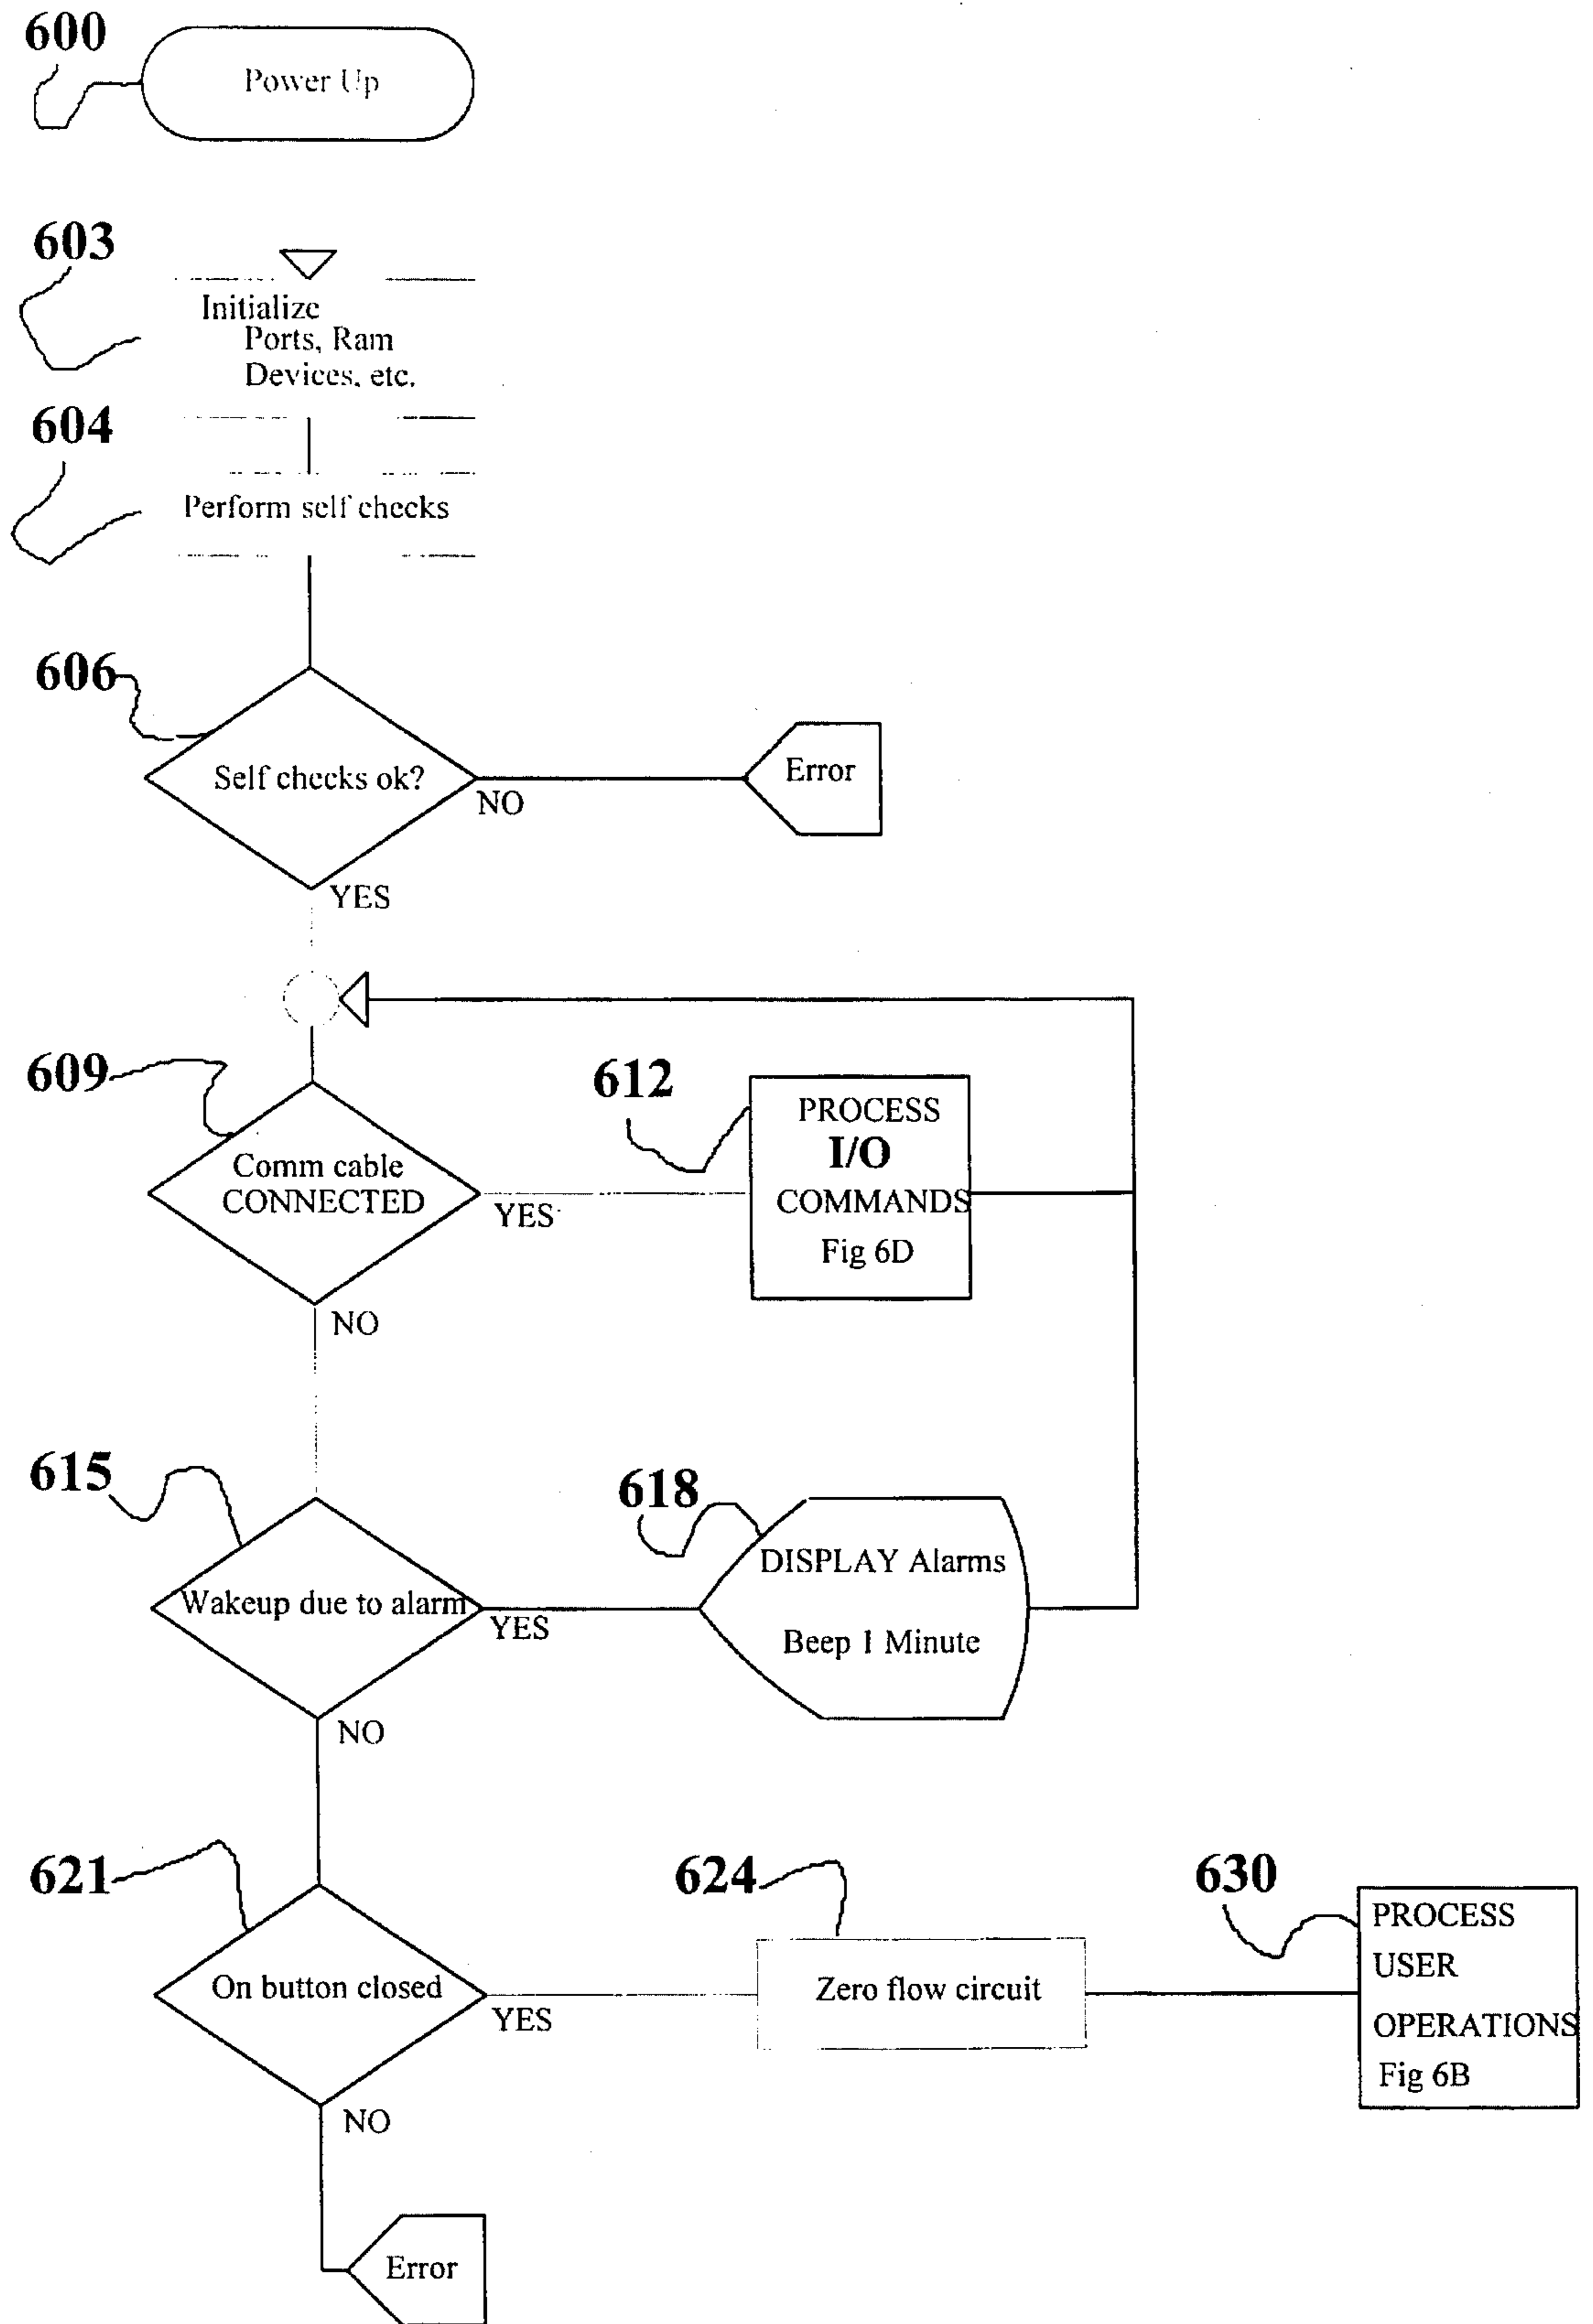 600
Power Up
603
Initialize
Ports, Ram
Devices, etc.
604
Perform self checks
606
Self checks ok?
NO
Error
YES
609
Comm cable
CONNECTED
YES
612
PROCESS
I/O
COMMANDS
Fig 6D
NO
615
Wakeup due to alarm
YES
618
DISPLAY Alarms
Beep 1 Minute
NO
621
On button closed
YES
624
Zero flow circuit
630
PROCESS
USER
OPERATIONS
Fig 6B
NO
Error